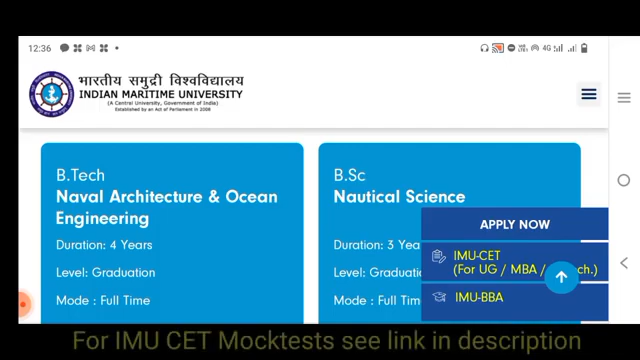 12:36
4G
भारतीय समुद्री विश्वविद्यालय
INDIAN MARITIME UNIVERSITY
(A Central University, Government of India)
Established by an Act of Parliament in 2008
B.Tech
Naval Architecture & Ocean
Engineering
Duration: 4 Years
Level: Graduation
Mode : Full Time
B.Sc
Nautical Science
Duration: 3
Level:
Mode : Full
APPLY NOW
IMU-CET
(For UG / MBA /
IMU-BBA
For IMU CET Mocktests see link in description